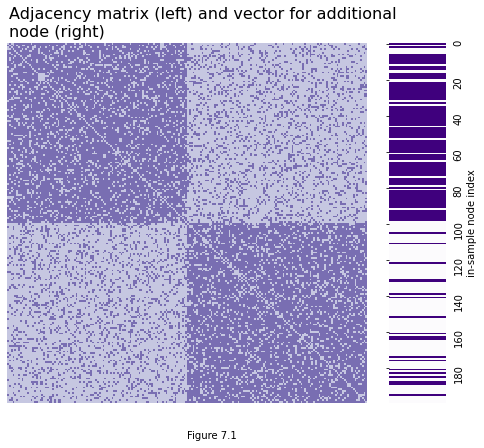 Adjacency matrix (left) and vector for additional
node (right)
0
20
40
60
80
100
120
140
160
180
in-sample node index
Figure 7.1